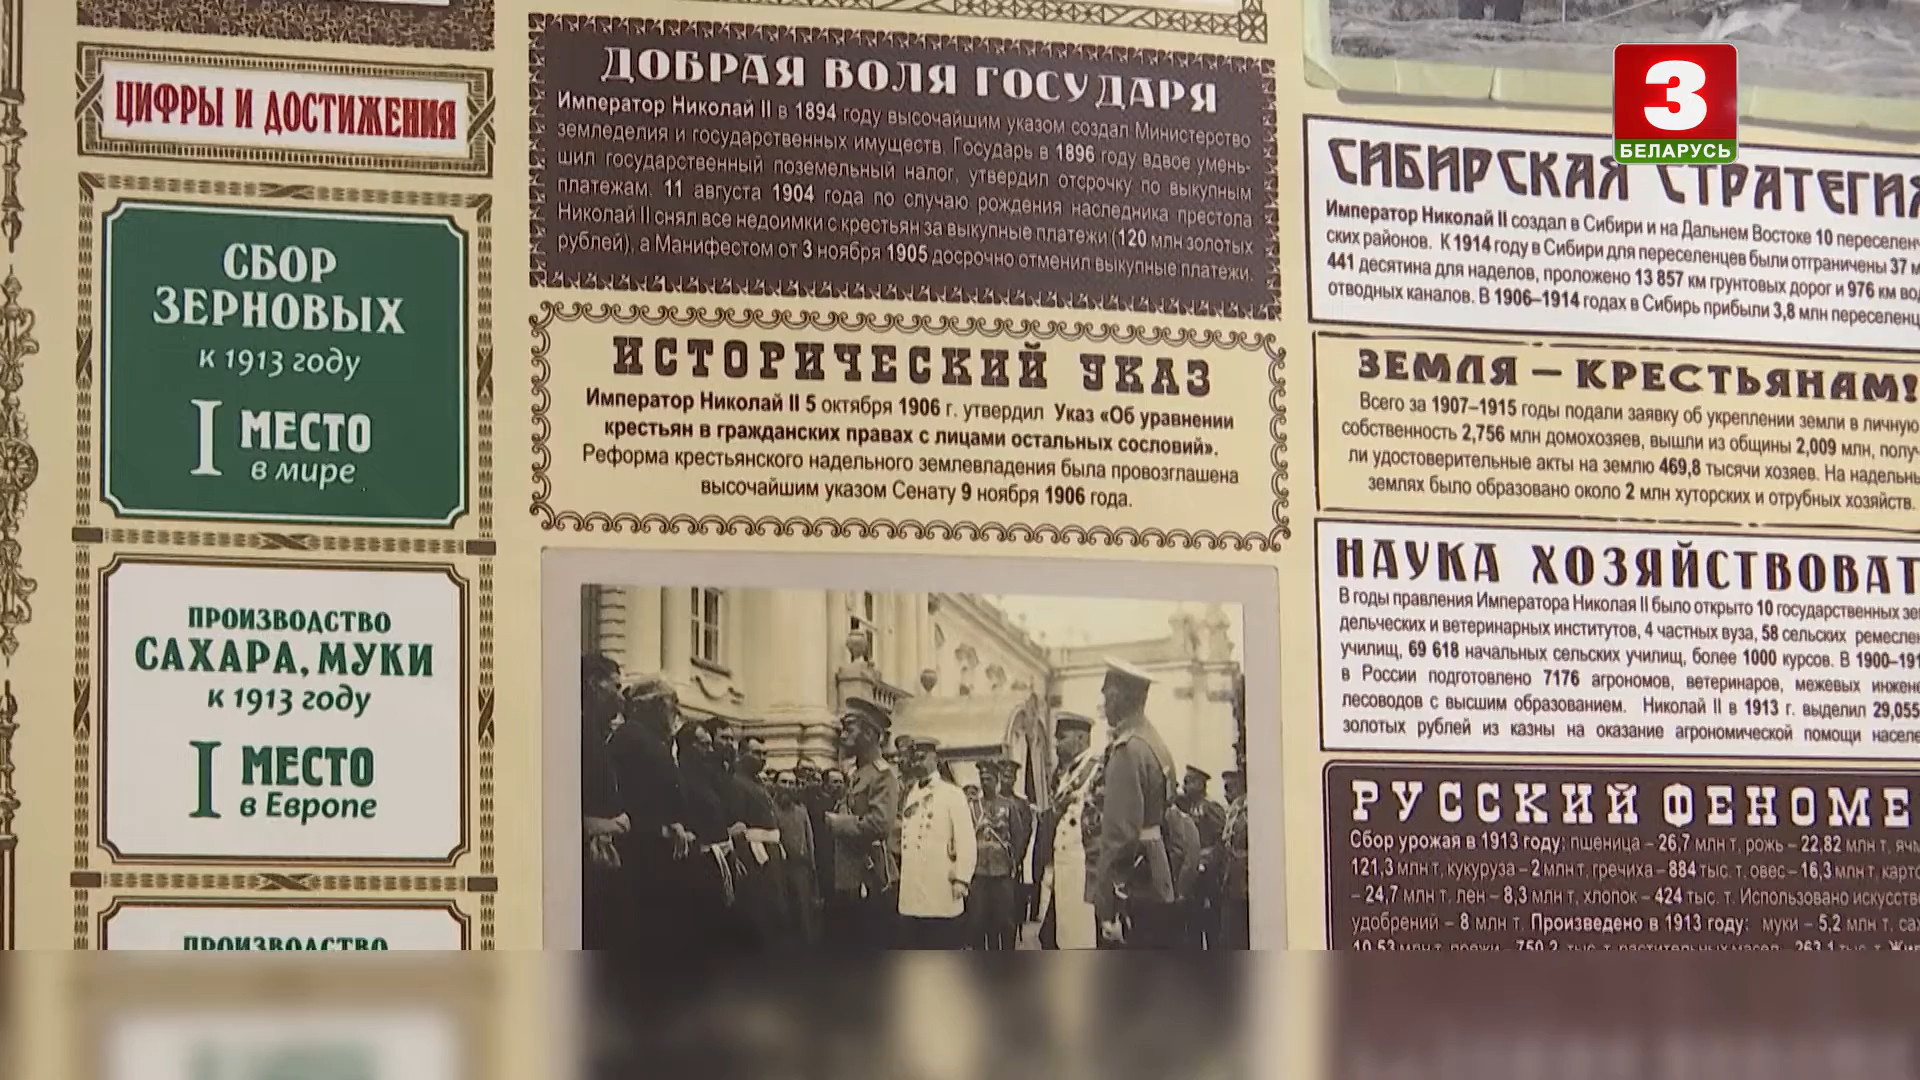 ЦИФРЫ И ДОСТИЖЕНИЯ
СБОР
ЗЕРНОВЫХ
к 1913 году
I МЕСТО
в мире
ПРОИЗВОДСТВО
САХАРА, МУКИ
к 1913 году
I МЕСТО
в Европе
ПРОИЗВОДСТВО
ДОБРАЯ ВОЛЯ ГОСУДАРЯ
Император Николай II в 1894 году высочайшим указом создал Министерство
земледелия и государственных имуществ. Государь в 1896 году вдвое умень-
шил государственный поземельный налог, утвердил отсрочку по выкупным
платежам. 11 августа 1904 года по случаю рождения наследника престола
Николай II снял все недоимки с крестьян за выкупные платежи (120 млн золотых
рублей), а Манифестом от 3 ноября 1905 досрочно отменил выкупные платежи.
ИСТОРИЧЕСКИЙ УКАЗ
Император Николай II 5 октября 1906 г. утвердил Указ «Об уравнении
крестьян в гражданских правах с лицами остальных сословий».
Реформа крестьянского надельного землевладения была провозглашена
высочайшим указом Сенату 9 ноября 1906 года.
3
БЕЛАРУСЬ
СИБИРСКАЯ СТРАТЕГИЯ
Император Николай II создал в Сибири и на Дальнем Востоке 10 переселен
ских районов. К 1914 году в Сибири для переселенцев были отграничены 37 м
441 десятина для наделов, проложено 13 857 км грунтовых дорог и 976 км во
отводных каналов. В 1906–1914 годах в Сибирь прибыли 3,8 млн переселенц
ЗЕМЛЯ – КРЕСТЬЯНАМ!
Всего за 1907–1915 годы подали заявку об укреплении земли в личную
собственность 2,756 млн домохозяев, вышли из общины 2,009 млн, получ
ли удостоверительные акты на землю 469,8 тысячи хозяев. На надельны
землях было образовано около 2 млн хуторских и отрубных хозяйств.
НАУКА ХОЗЯЙСТВОВАТ
В годы правления Императора Николая II было открыто 10 государственных зе
дельческих и ветеринарных институтов, 4 частных вуза, 58 сельских ремеслен
училищ, 69 618 начальных сельских училищ, более 1000 курсов. В 1900–191
в России подготовлено 7176 агрономов, ветеринаров, межевых инжене
лесоводов с высшим образованием. Николай II в 1913 г. выделил 29,055
золотых рублей из казны на оказание агрономической помощи населе
РУССКИЙ ФЕНОМЕ
Сбор урожая в 1913 году: пшеница – 26,7 млн т, рожь – 22,82 млн т, ячм
121,3 млн т, кукуруза – 2 млн т, гречиха – 884 тыс. т, овес – 16,3 млн т, карто
– 24,7 млн т, лен – 8,3 млн т, хлопок – 424 тыс. т. Использовано искусстве
удобрений – 8 млн т. Произведено в 1913 году: муки – 5,2 млн т, сах